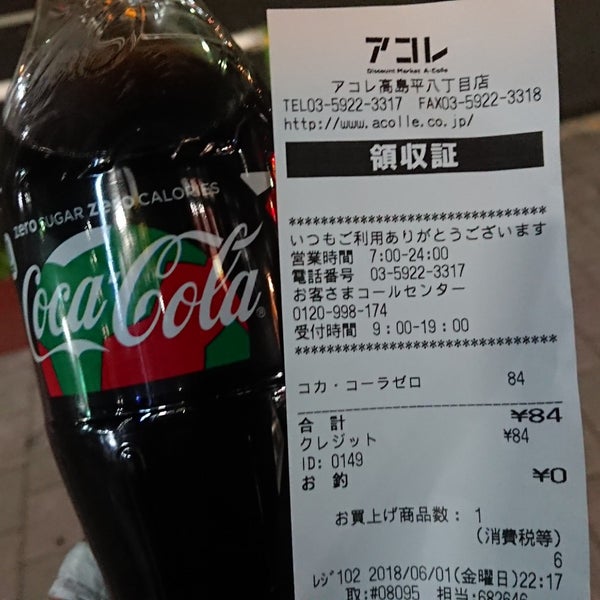 ZERO SUGAR ZERO CALORIES
Coca-Cola®
アコレ
Discount Market A-Colle
アコレ高島平八丁目店
TEL03-5922-3317 FAX03-5922-3318
http://www.acolle.co.jp/
領収証
********************************
いつもご利用ありがとうございます
営業時間 7:00-24:00
電話番号 03-5922-3317
お客さまコールセンター
0120-998-174
受付時間 9:00-19:00
********************************
コカ・コーラゼロ 84
合計 ¥84
クレジット ¥84
ID: 0149
お釣 ¥0
お買上げ商品数: 1
(消費税等)
6
ﾚｼﾞ102 2018/06/01(金曜日)22:17
取:#08095 担当:682646